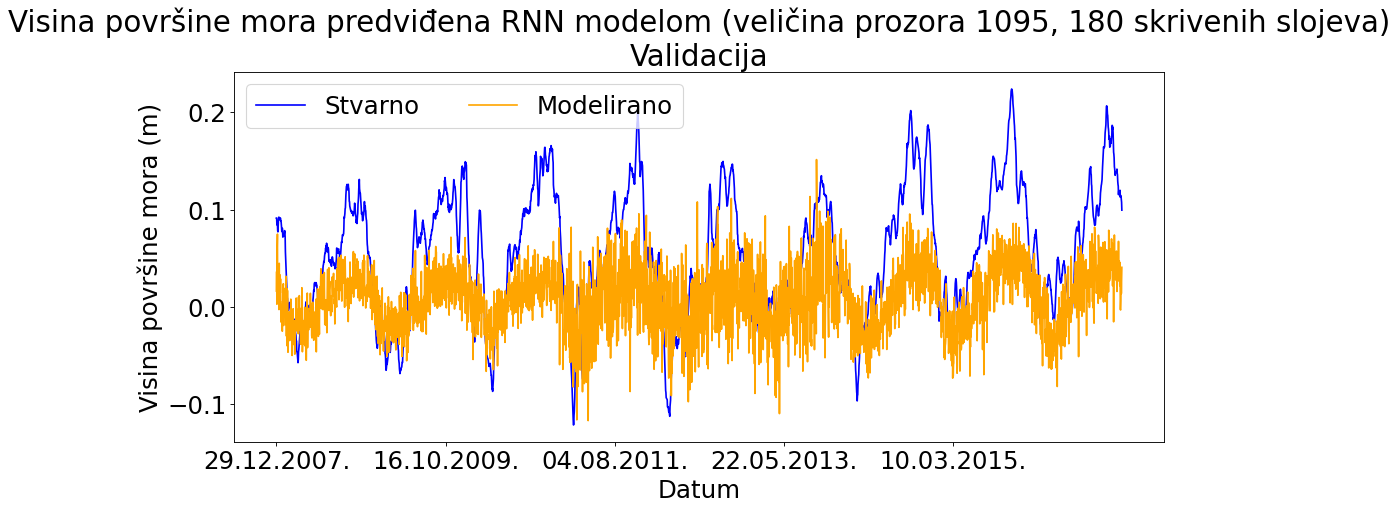 Visina površine mora predviđena RNN modelom (veličina prozora 1095, 180 skrivenih slojeva)
Validacija
Stvarno Modelirano
Visina površine mora (m)
0.2
0.1
0.0
−0.1
29.12.2007. 16.10.2009. 04.08.2011. 22.05.2013. 10.03.2015.
Datum